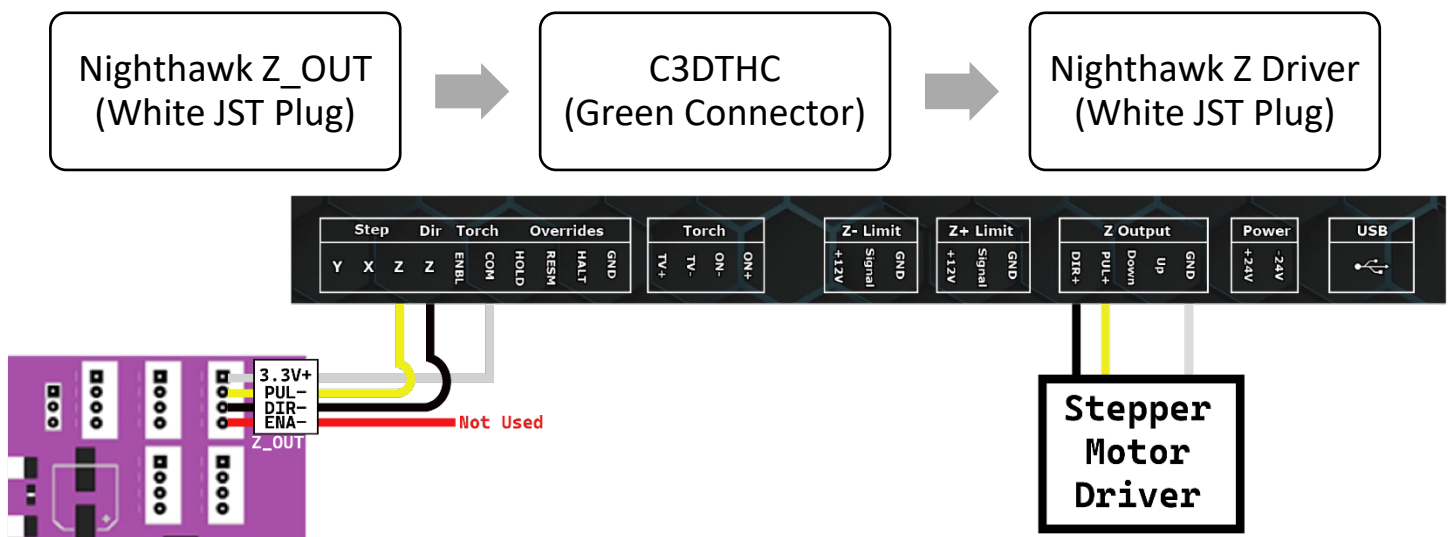 Nighthawk Z_OUT
(White JST Plug)
C3DTHC
(Green Connector)
Nighthawk Z Driver
(White JST Plug)
Step Dir Torch Overrides
Y X Z Z ENBL COM HOLD RESM HALT GND
Torch
TV+ TV- ON- ON+
Z- Limit
+12V Signal GND
Z+ Limit
+12V Signal GND
Z Output
DIR+ PUL+ Down Up GND
Power
+24V -24V
USB
3.3V+
PUL-
DIR-
ENA-
Not Used
Z_OUT
+
Stepper
Motor
Driver